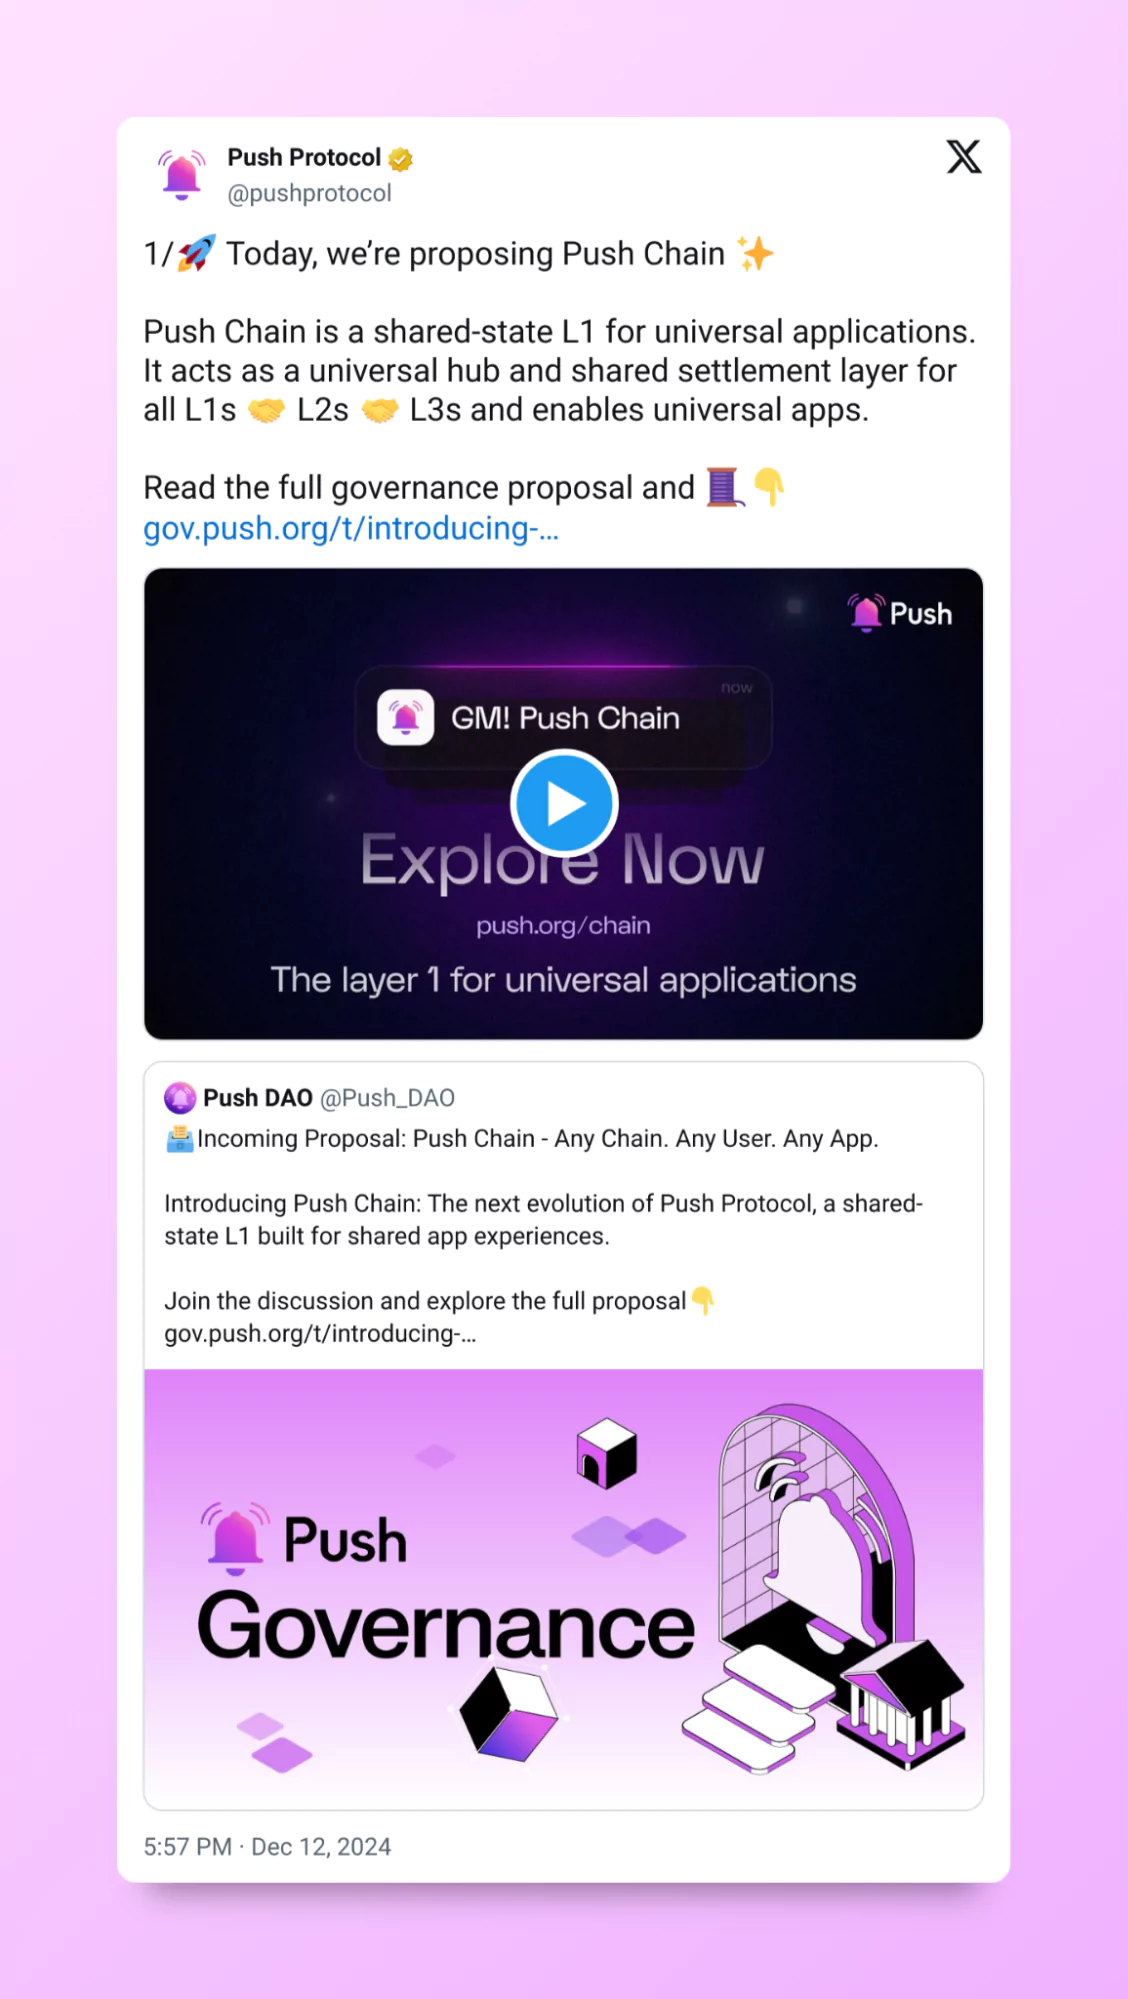 Push Protocol
@pushprotocol
1/🚀 Today, we’re proposing Push Chain ✨
Push Chain is a shared-state L1 for universal applications.
It acts as a universal hub and shared settlement layer for
all L1s 🤝 L2s 🤝 L3s and enables universal apps.
Read the full governance proposal and 🧵👇
gov.push.org/t/introducing-…
Push
now
GM! Push Chain
Explore Now
push.org/chain
The layer 1 for universal applications
Push DAO @Push_DAO
🗳️Incoming Proposal: Push Chain - Any Chain. Any User. Any App.
Introducing Push Chain: The next evolution of Push Protocol, a shared-
state L1 built for shared app experiences.
Join the discussion and explore the full proposal👇
gov.push.org/t/introducing-…
Push
Governance
5:57 PM · Dec 12, 2024